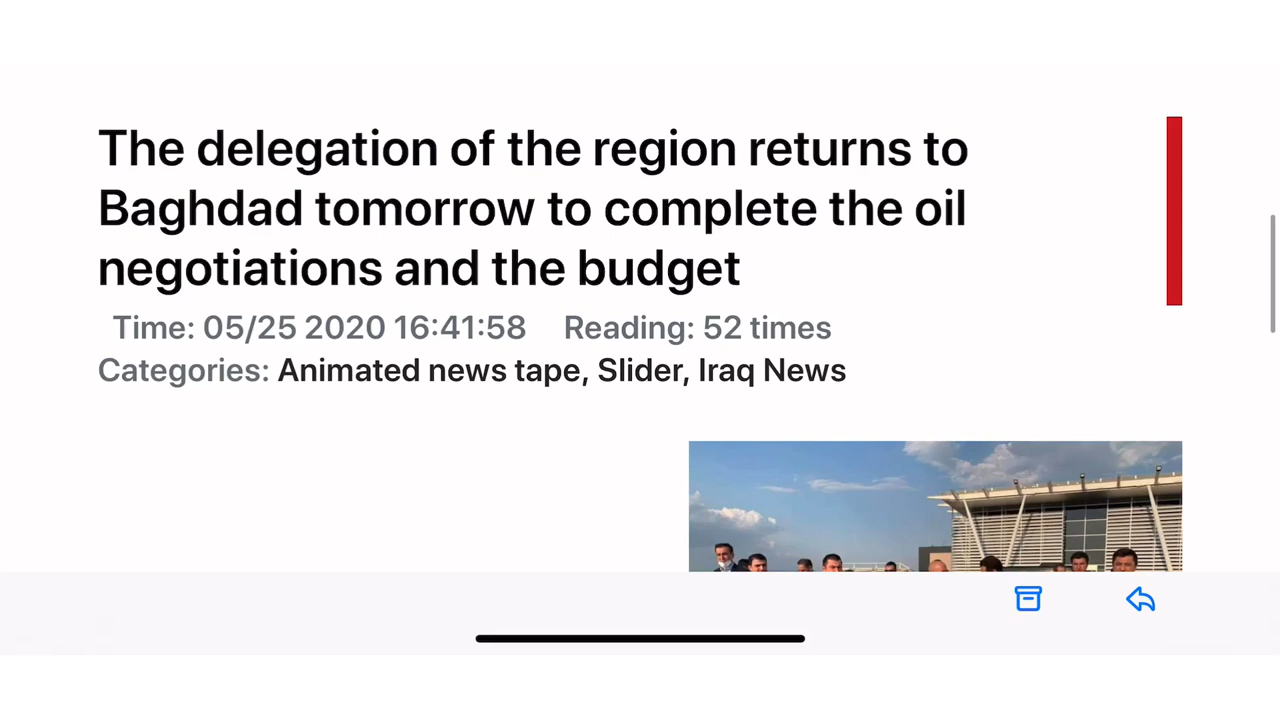 The delegation of the region returns to
Baghdad tomorrow to complete the oil
negotiations and the budget
Time: 05/25 2020 16:41:58 Reading: 52 times
Categories: Animated news tape, Slider, Iraq News